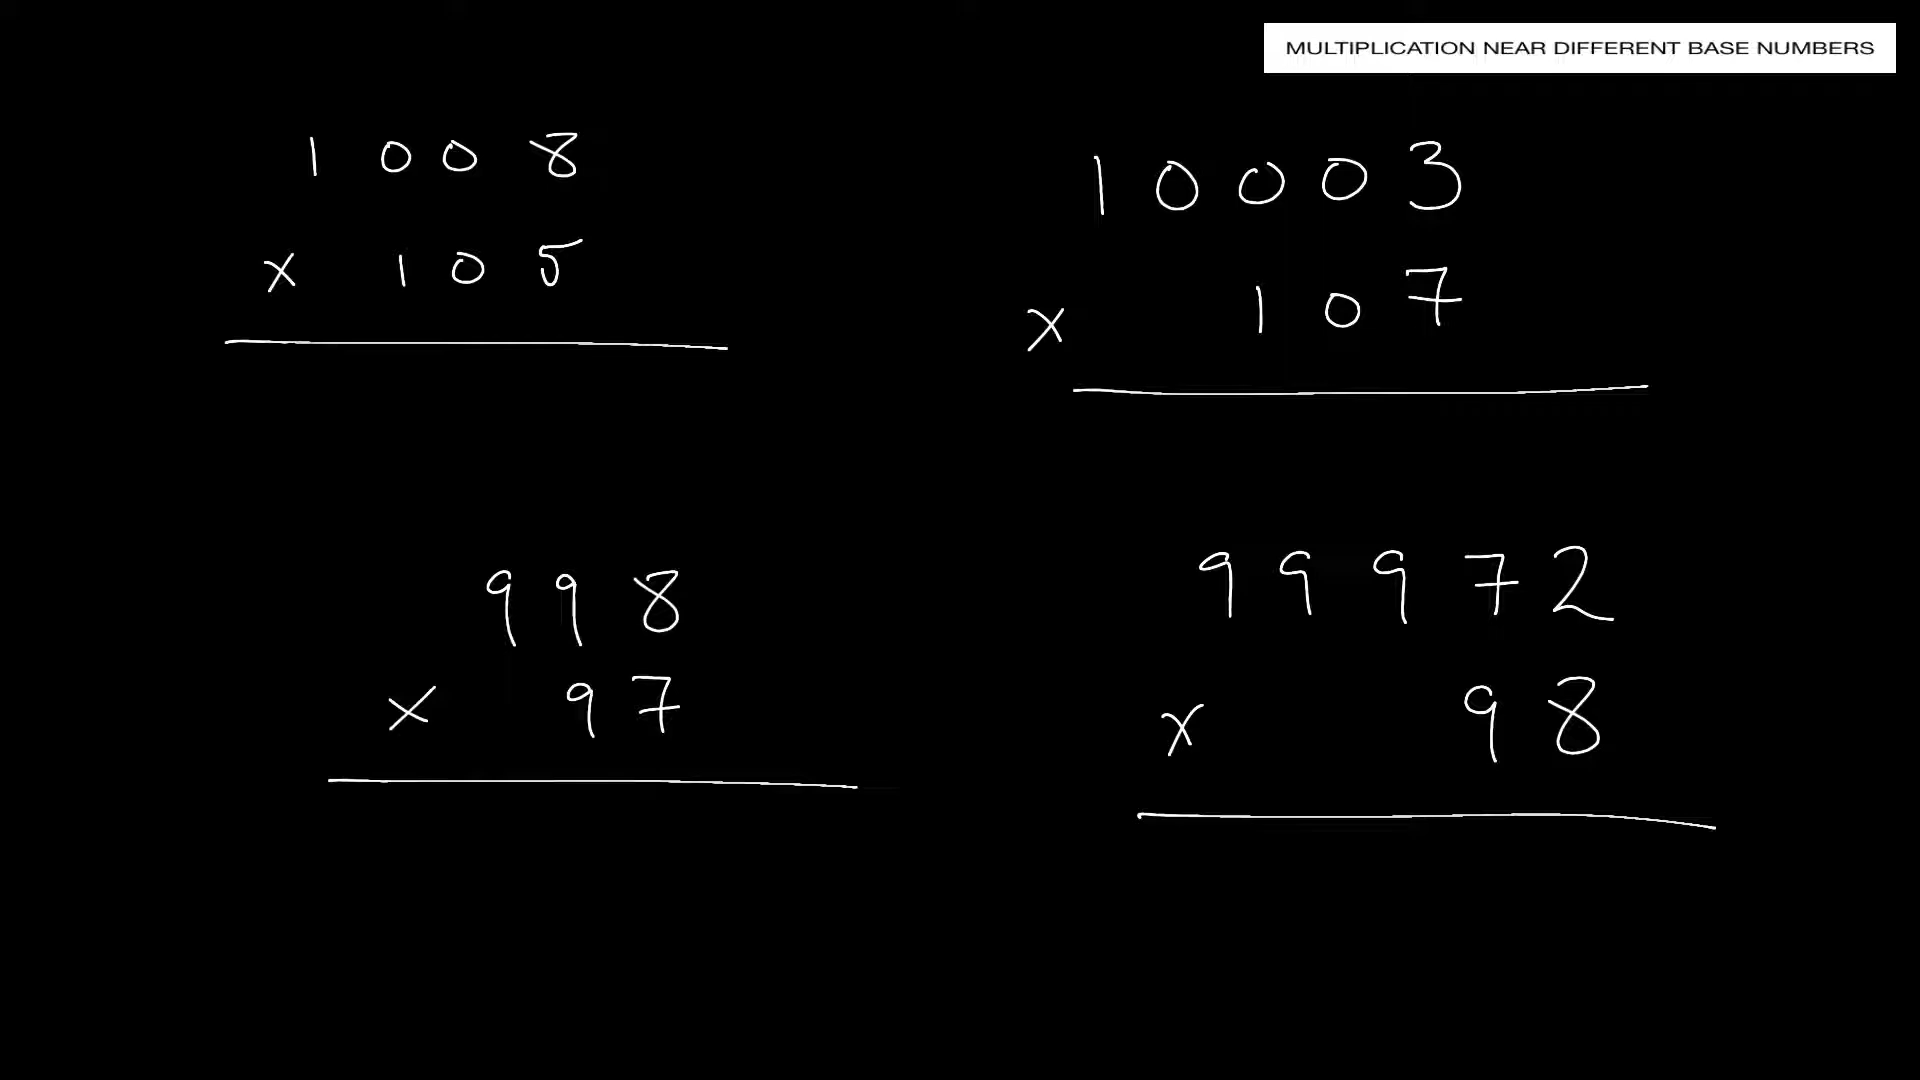 MULTIPLICATION NEAR DIFFERENT BASE NUMBERS
1008
x 105
10003
x 107
998
x 97
99972
x 98